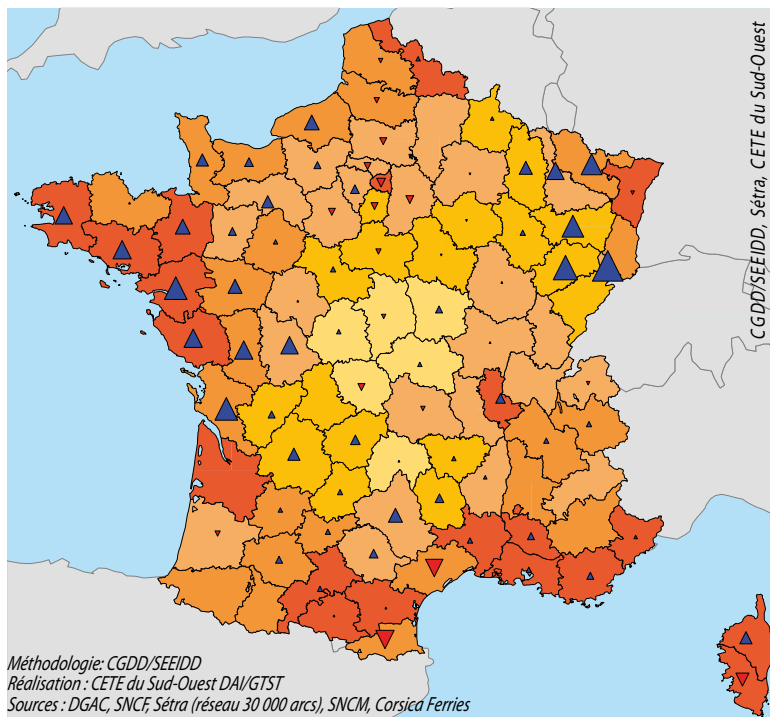 CGDD/SEEIDD, Sétra, CETE du Sud-Ouest
Méthodologie: CGDD/SEEIDD
Réalisation : CETE du Sud-Ouest DAI/GTST
Sources : DGAC, SNCF, Sétra (réseau 30 000 arcs), SNCM, Corsica Ferries